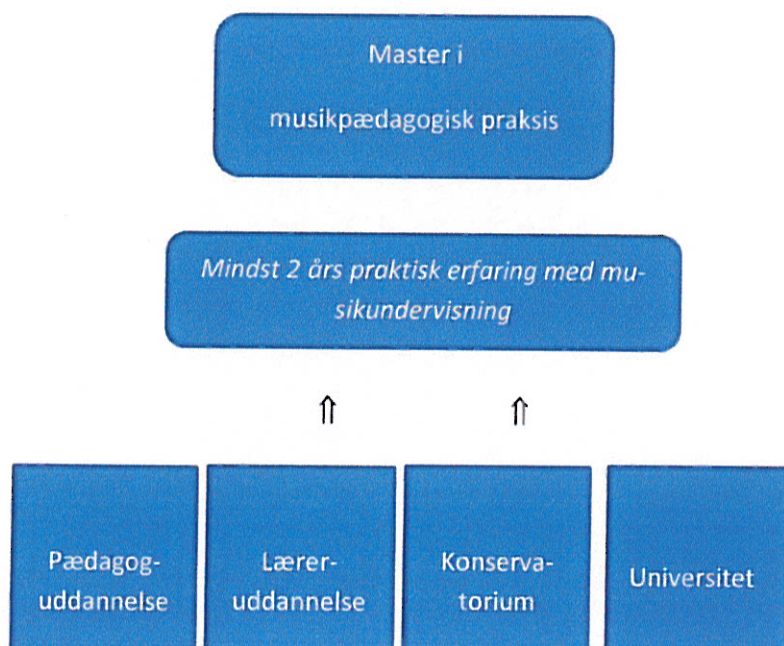 Master i
musikpædagogisk praksis
Mindst 2 års praktisk erfaring med mu-
sikundervisning
⇑ ⇑
Pædagog-
uddannelse
Lærer-
uddannelse
Konserva-
torium
Universitet